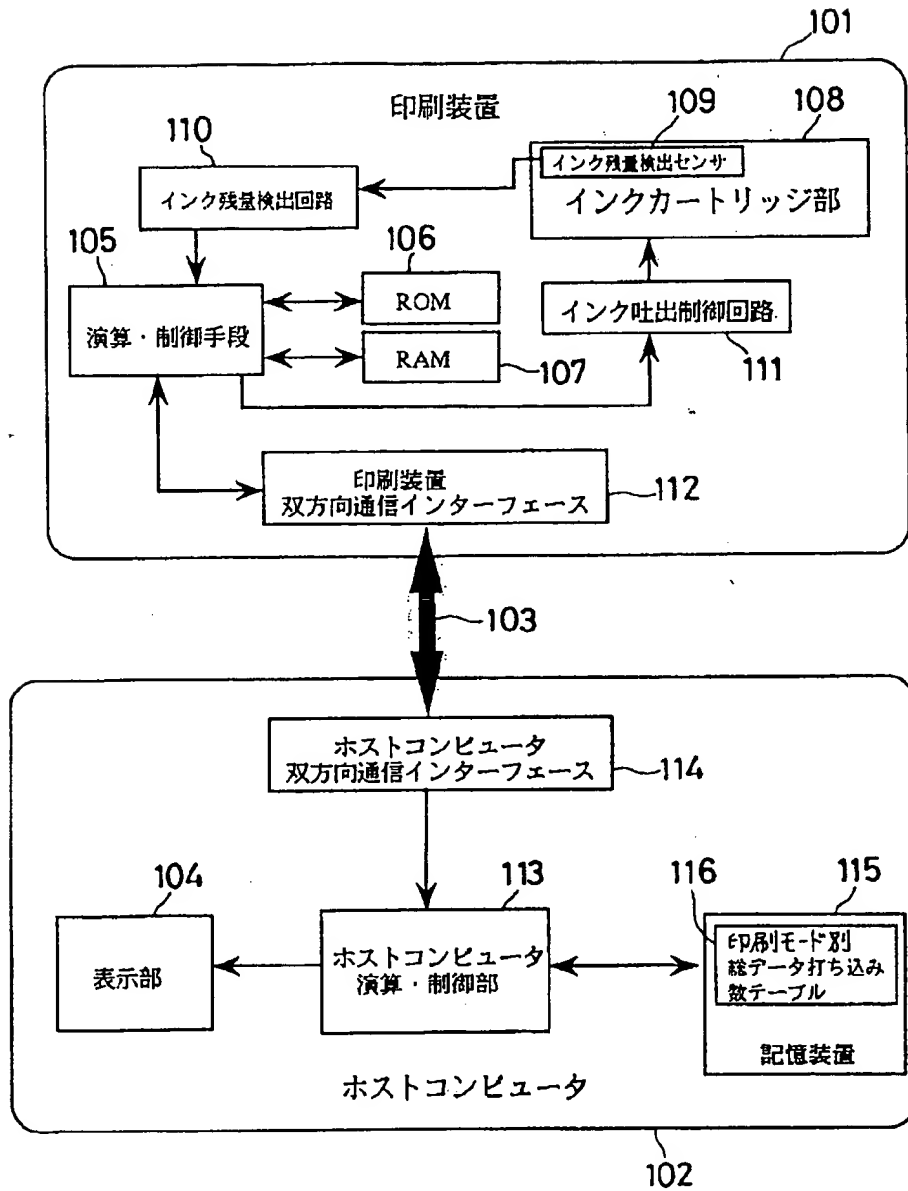 101
印刷装置
109
108
110
インク残量検出センサ
インクカートリッジ部
インク残量検出回路
105
106
ROM
インク吐出制御回路
演算・制御手段
RAM
107
111
印刷装置
双方向通信インターフェース
112
103
ホストコンピュータ
双方向通信インターフェース
114
104
113
116
115
表示部
ホストコンピュータ
演算・制御部
印刷モード別
総データ打ち込み
数テーブル
記憶装置
ホストコンピュータ
102